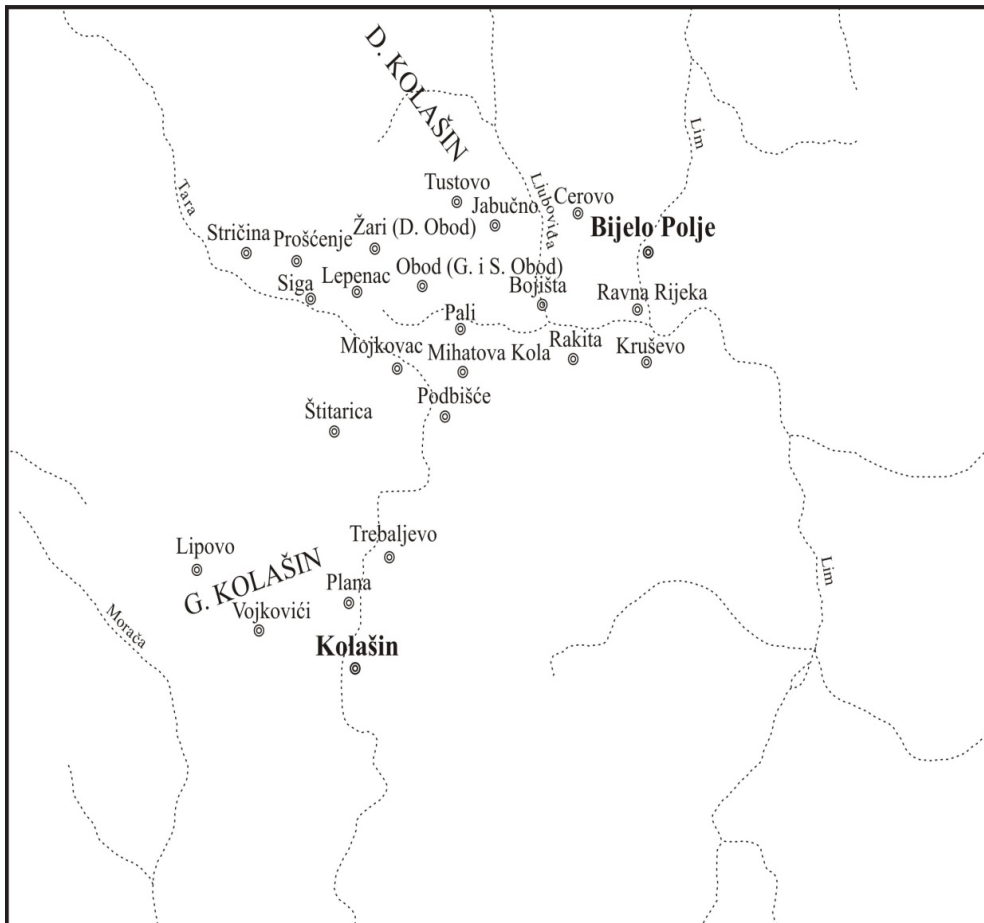 D. KOLAŠIN
Lim
Tara
Tustovo
Ljuboviđa
Cerovo
Jabučno
Bijelo Polje
Stričina
Prošćenje
Žari (D. Obod)
Siga
Lepenac
Obod (G. i S. Obod)
Bojišta
Ravna Rijeka
Pali
Mojkovac
Mihatova Kola
Rakita
Kruševo
Podbišće
Štitarica
Trebaljevo
Lipovo
G. KOLAŠIN
Plana
Lim
Vojkovići
Morača
Kolašin